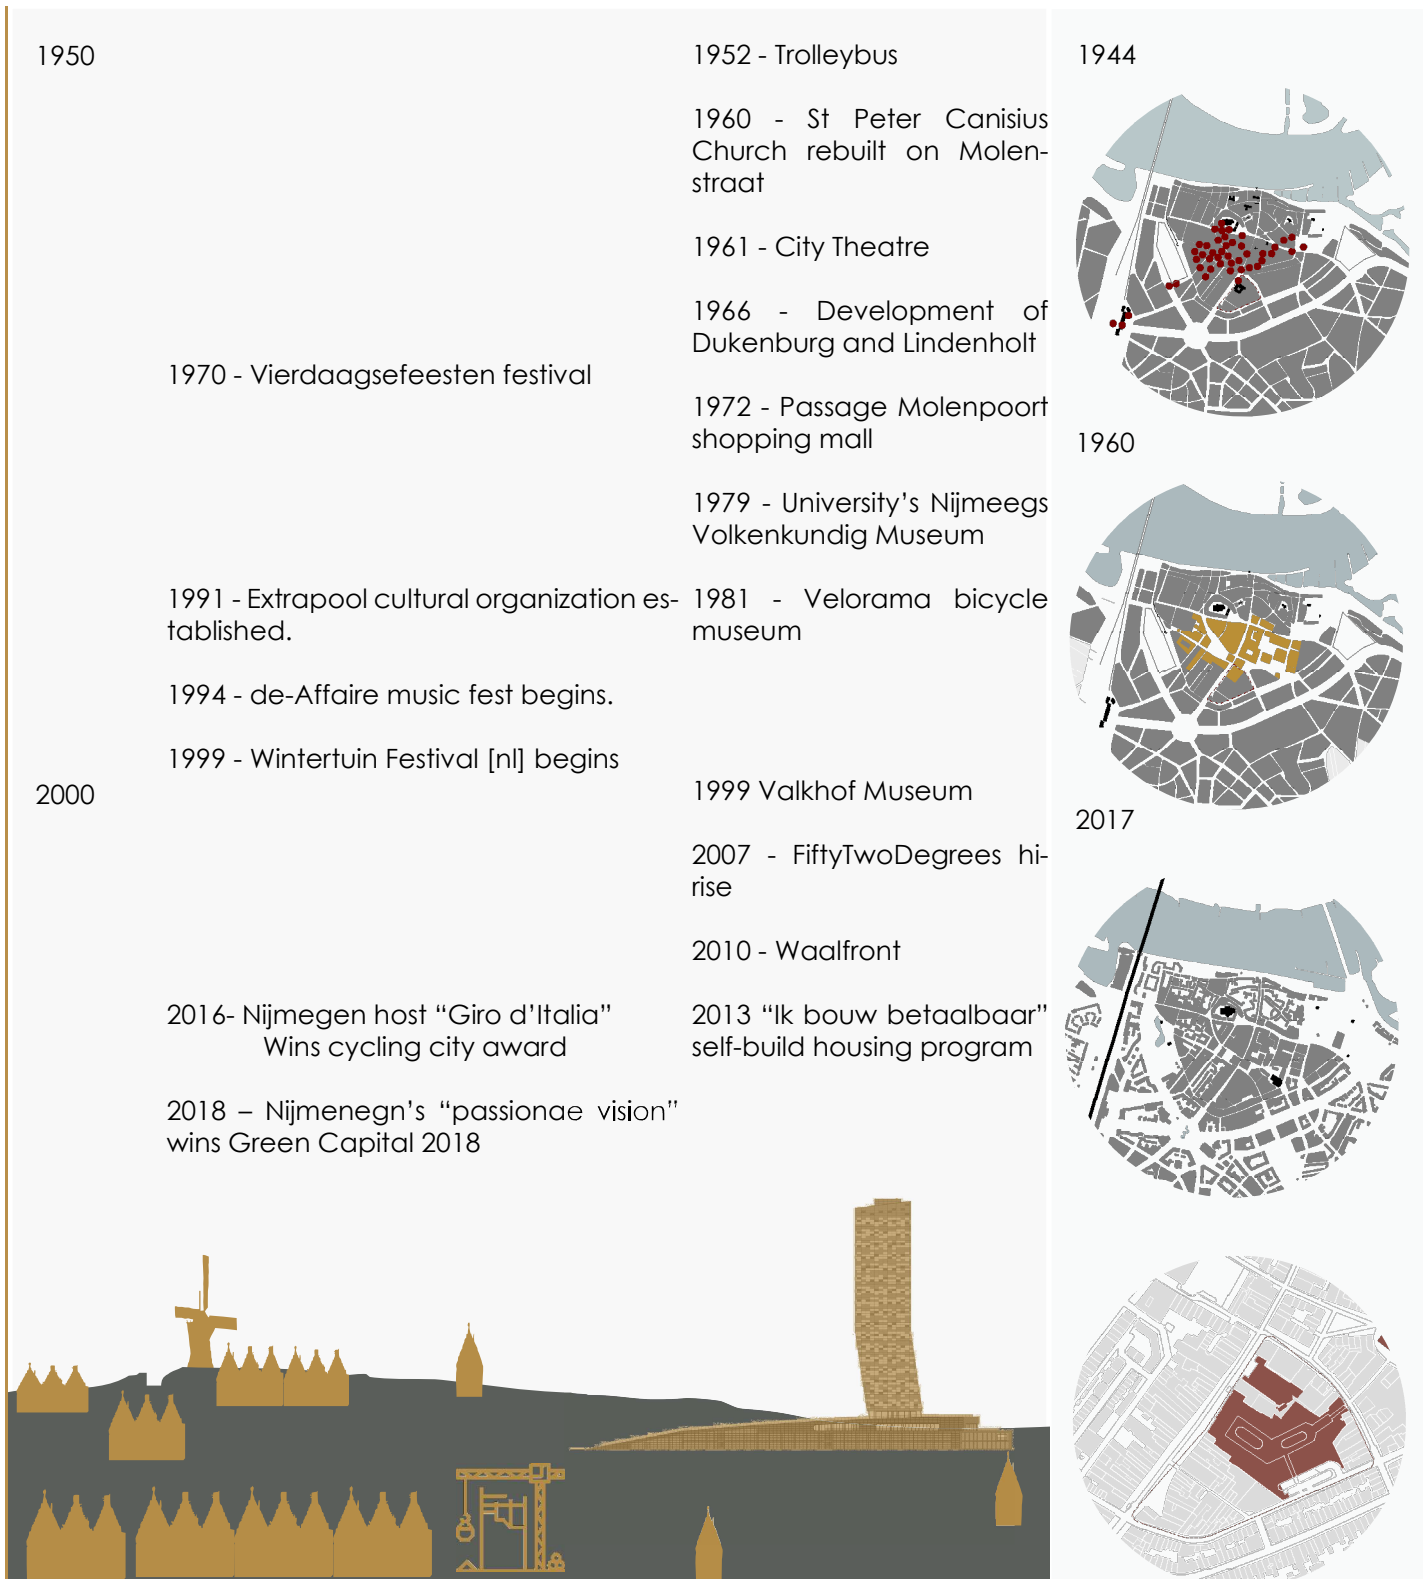 1950
1970 - Vierdaagsefeesten festival
1991 - Extrapool cultural organization es-
tablished.
1994 - de-Affaire music fest begins.
1999 - Wintertuin Festival [nl] begins
2000
2016- Nijmegen host “Giro d’Italia”
Wins cycling city award
2018 – Nijmenegn’s “passionae vision”
wins Green Capital 2018
1952 - Trolleybus
1960 - St Peter Canisius
Church rebuilt on Molen-
straat
1961 - City Theatre
1966 - Development of
Dukenburg and Lindenholt
1972 - Passage Molenpoort
shopping mall
1979 - University’s Nijmeegs
Volkenkundig Museum
1981 - Velorama bicycle
museum
1999 Valkhof Museum
2007 - FiftyTwoDegrees hi-
rise
2010 - Waalfront
2013 “Ik bouw betaalbaar”
self-build housing program
1944
1960
2017